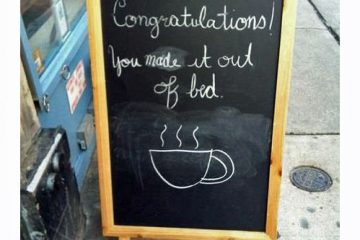 Congratulations!
You made it out
of bed.